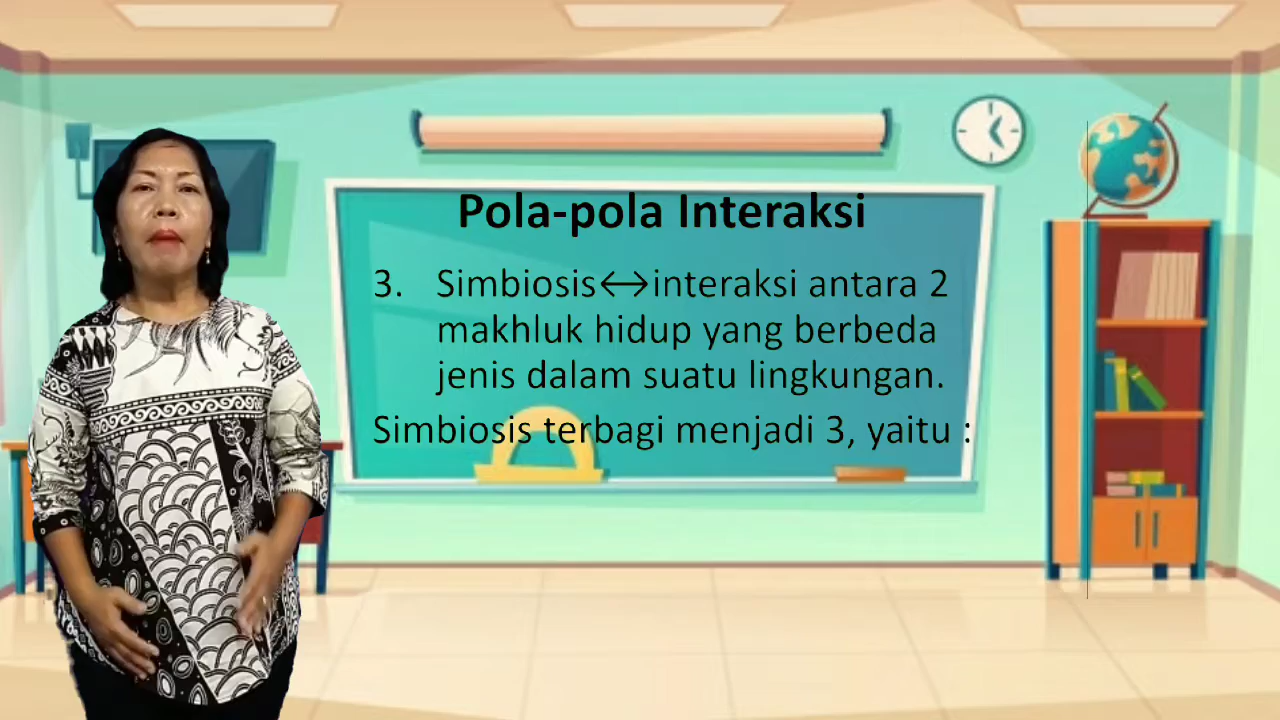 Pola-pola Interaksi
3. Simbiosis↔interaksi antara 2
makhluk hidup yang berbeda
jenis dalam suatu lingkungan.
Simbiosis terbagi menjadi 3, yaitu :